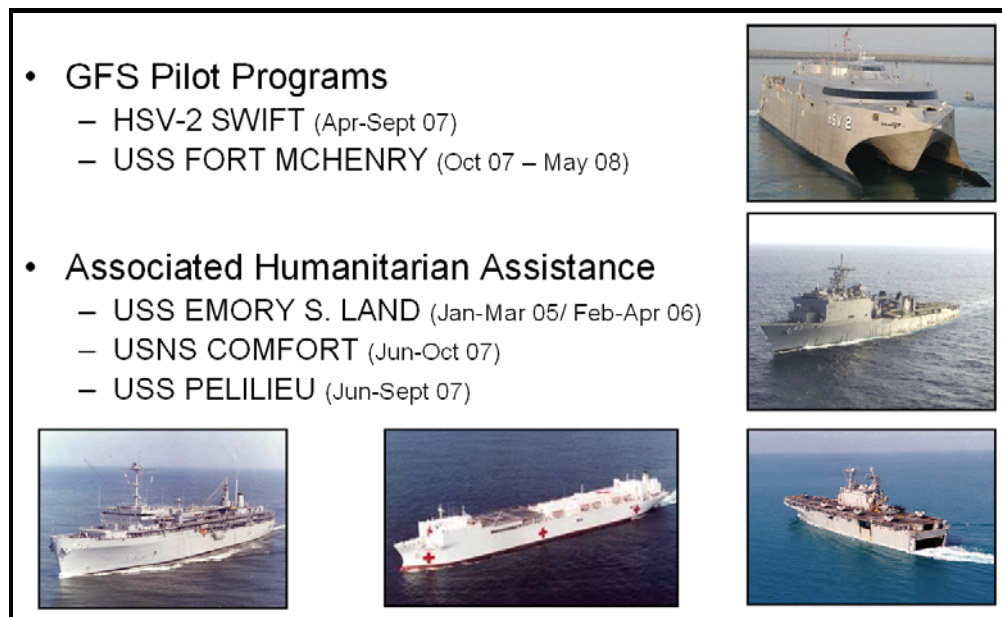 • GFS Pilot Programs
– HSV-2 SWIFT (Apr-Sept 07)
– USS FORT MCHENRY (Oct 07 – May 08)
• Associated Humanitarian Assistance
– USS EMORY S. LAND (Jan-Mar 05/ Feb-Apr 06)
– USNS COMFORT (Jun-Oct 07)
– USS PELILIEU (Jun-Sept 07)
HSV 2